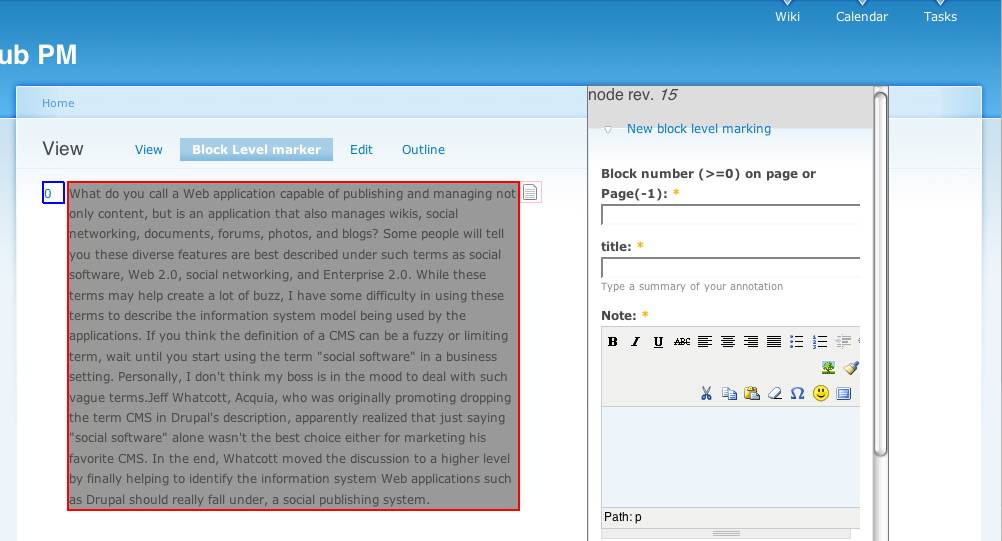 Wiki Calendar Tasks
ub PM
Home
View
View Block Level marker Edit Outline
0
What do you call a Web application capable of publishing and managing not
only content, but is an application that also manages wikis, social
networking, documents, forums, photos, and blogs? Some people will tell
you these diverse features are best described under such terms as social
software, Web 2.0, social networking, and Enterprise 2.0. While these
terms may help create a lot of buzz, I have some difficulty in using these
terms to describe the information system model being used by the
applications. If you think the definition of a CMS can be a fuzzy or limiting
term, wait until you start using the term "social software" in a business
setting. Personally, I don't think my boss is in the mood to deal with such
vague terms.Jeff Whatcott, Acquia, who was originally promoting dropping
the term CMS in Drupal's description, apparently realized that just saying
"social software" alone wasn't the best choice either for marketing his
favorite CMS. In the end, Whatcott moved the discussion to a higher level
by finally helping to identify the information system Web applications such
as Drupal should really fall under, a social publishing system.
node rev. 15
New block level marking
Block number (>=0) on page or
Page(-1): *
title: *
Type a summary of your annotation
Note: *
B I U ABC
Path: p